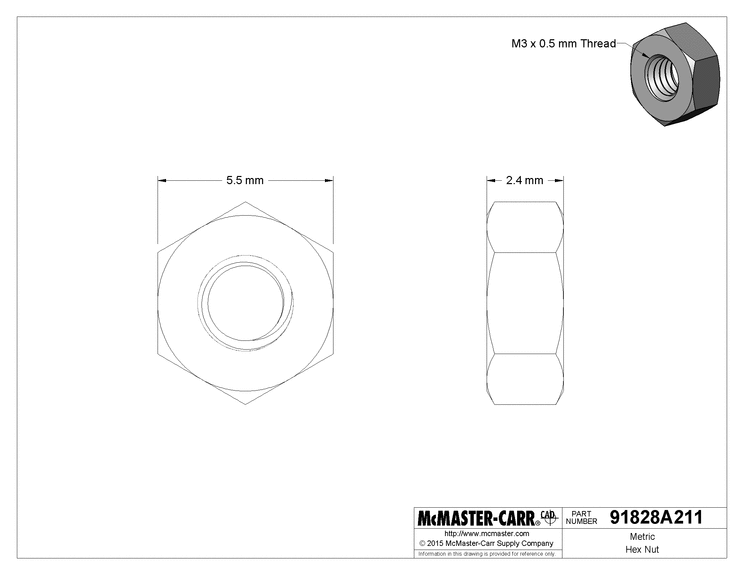 M3 x 0.5 mm Thread
5.5 mm
2.4 mm
McMASTER-CARR® CAD
http://www.mcmaster.com
© 2015 McMaster-Carr Supply Company
Information in this drawing is provided for reference only.
PART NUMBER
91828A211
Metric
Hex Nut